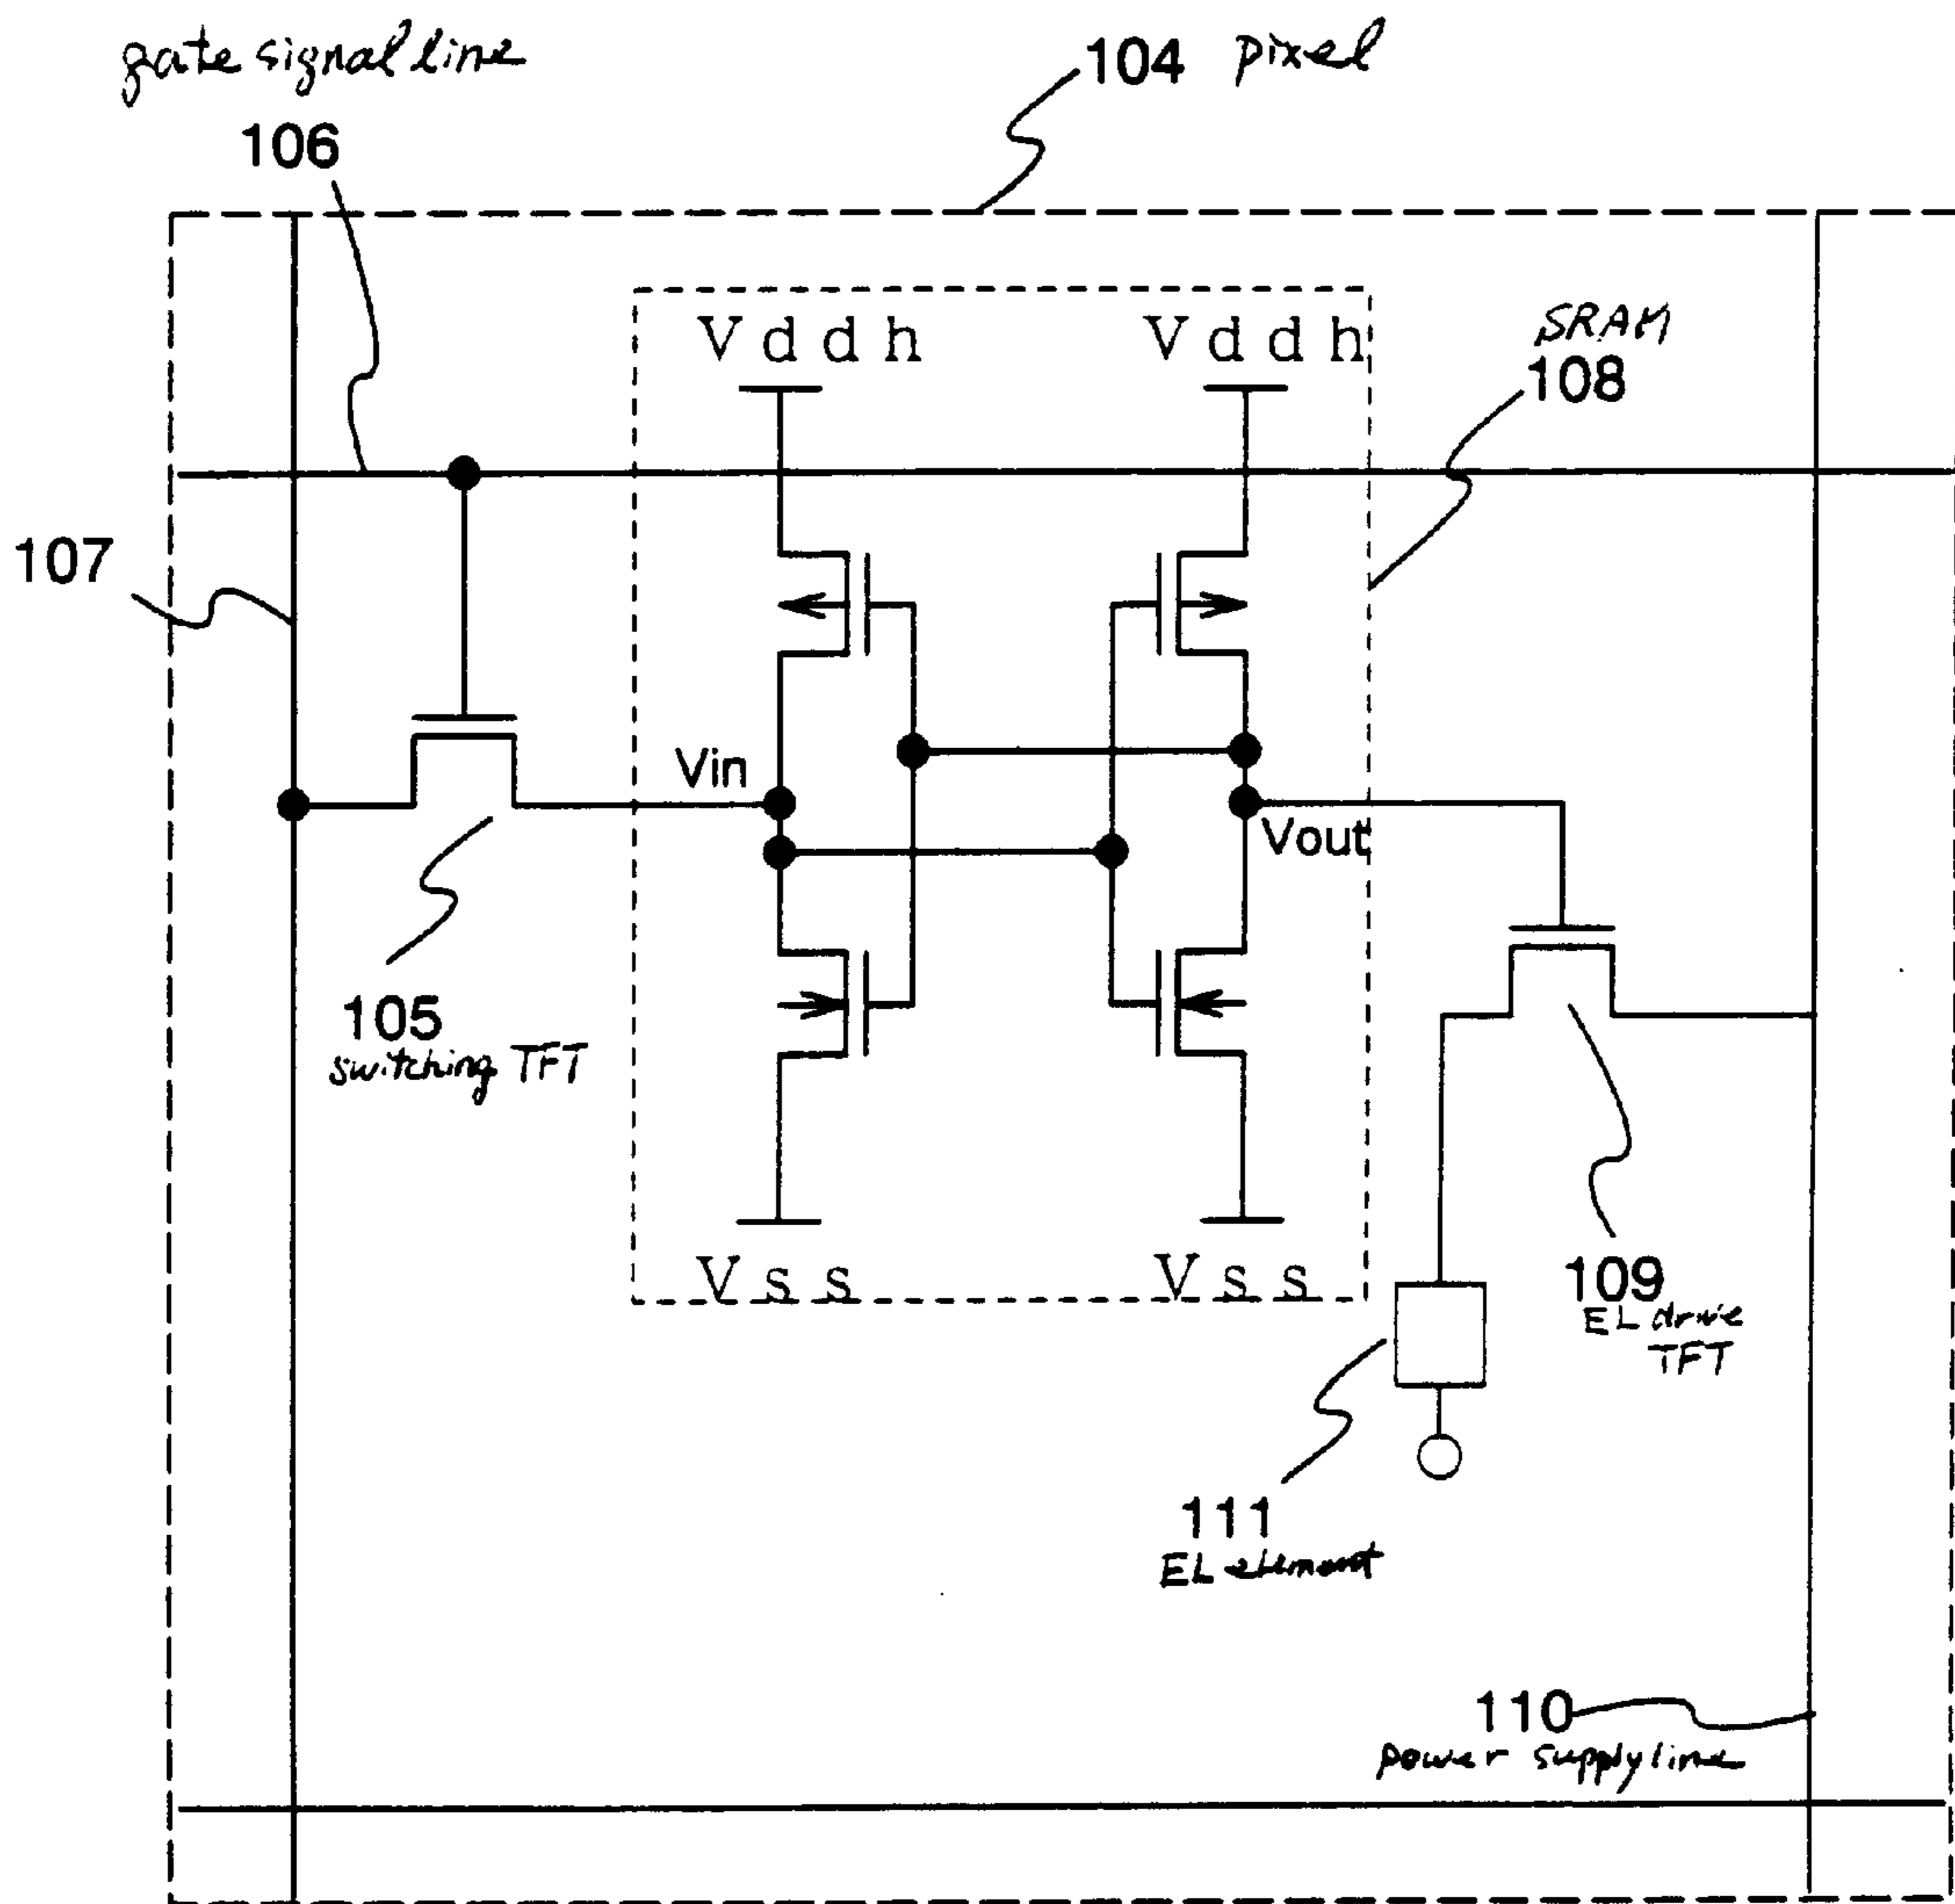 gate signal line
106
104 pixel
Vddh
Vddh
SRAM
108
107
Vin
Vout
105
switching TFT
Vss
Vss
109
EL drive
TFT
111
EL element
110
power supply line